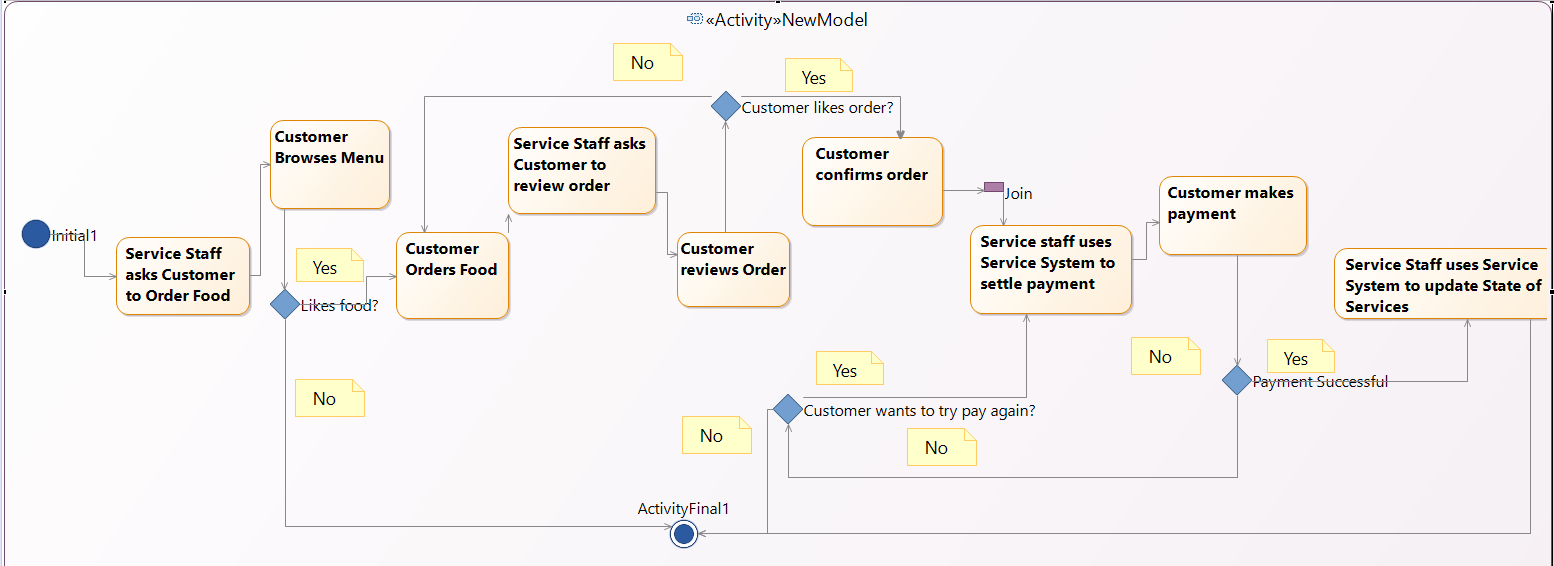 «Activity»NewModel
No
Yes
Customer likes order?
Customer
Browses Menu
Service Staff asks
Customer to
review order
Customer
confirms order
Join
Customer makes
payment
Initial1
Service Staff
asks Customer
to Order Food
Yes
Likes food?
Customer
Orders Food
Customer
reviews Order
Service staff uses
Service System to
settle payment
Service Staff uses Service
System to update State of
Services
No
Yes
Payment Successful
Yes
Customer wants to try pay again?
No
No
No
ActivityFinal1